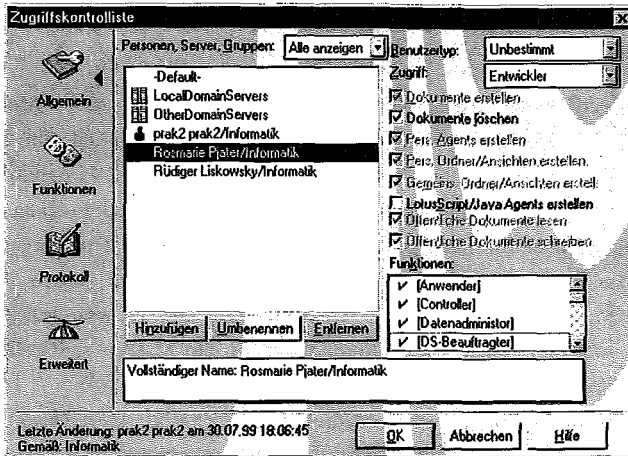 Zugriffskontrolliste
Allgemein
Funktionen
Protokoll
Erweitert
Personen, Server, Gruppen: Alle anzeigen
-Default-
LocalDomainServers
OtherDomainServers
prak2 prak2/Informatik
Rosmarie Pjater/Informatik
Rüdiger Liskowsky/Informatik
Hinzufügen Umbenennen Entfernen
Benutzertyp: Unbestimmt
Zugriff: Entwickler
Dokumente erstellen
Dokumente löschen
Pers. Agents erstellen
Pers. Ordner/Ansichten erstellen
Gemeins. Ordner/Ansichten erstell.
LotusScript/Java Agents erstellen
Öffentliche Dokumente lesen
Öffentliche Dokumente schreiben
Funktionen:
[Anwender]
[Controller]
[Datenadministor]
[DS-Beauftragter]
Vollständiger Name: Rosmarie Pjater/Informatik
Letzte Änderung: prak2 prak2 am 30.07.99 18:06:45
Gemäß: Informatik
OK Abbrechen Hilfe